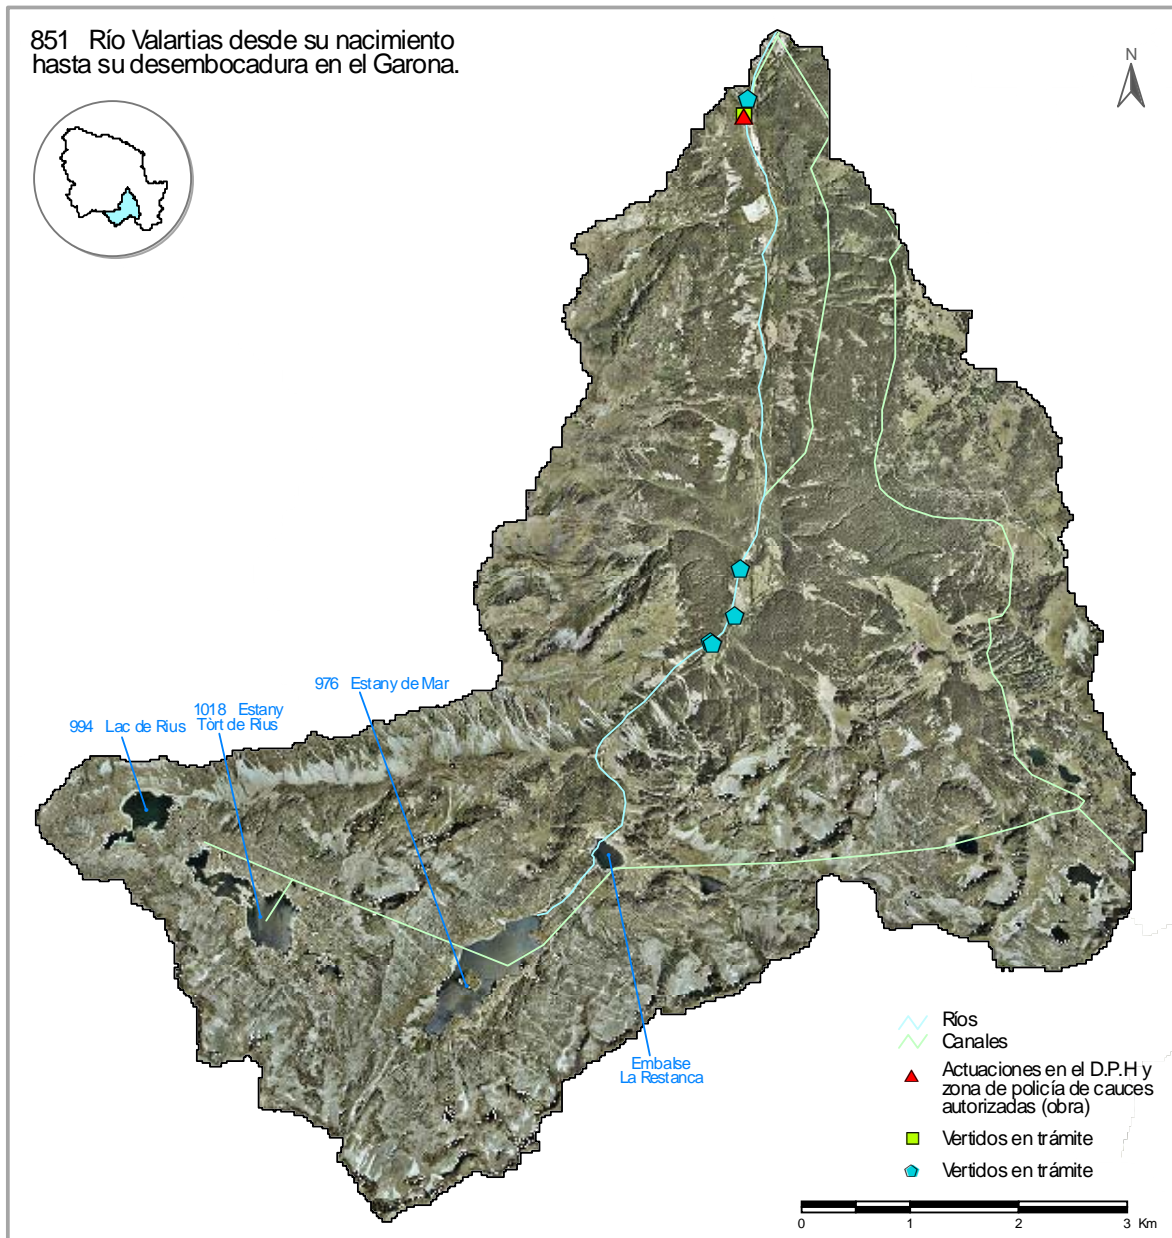 851 Río Valartias desde su nacimiento
hasta su desembocadura en el Garona.
N
976 Estany de Mar
1018 Estany
Tòrt de Rius
994 Lac de Rius
Embalse
La Restanca
Ríos
Canales
Actuaciones en el D.P.H y
zona de policía de cauces
autorizadas (obra)
Vertidos en trámite
Vertidos en trámite
0 1 2 3 Km